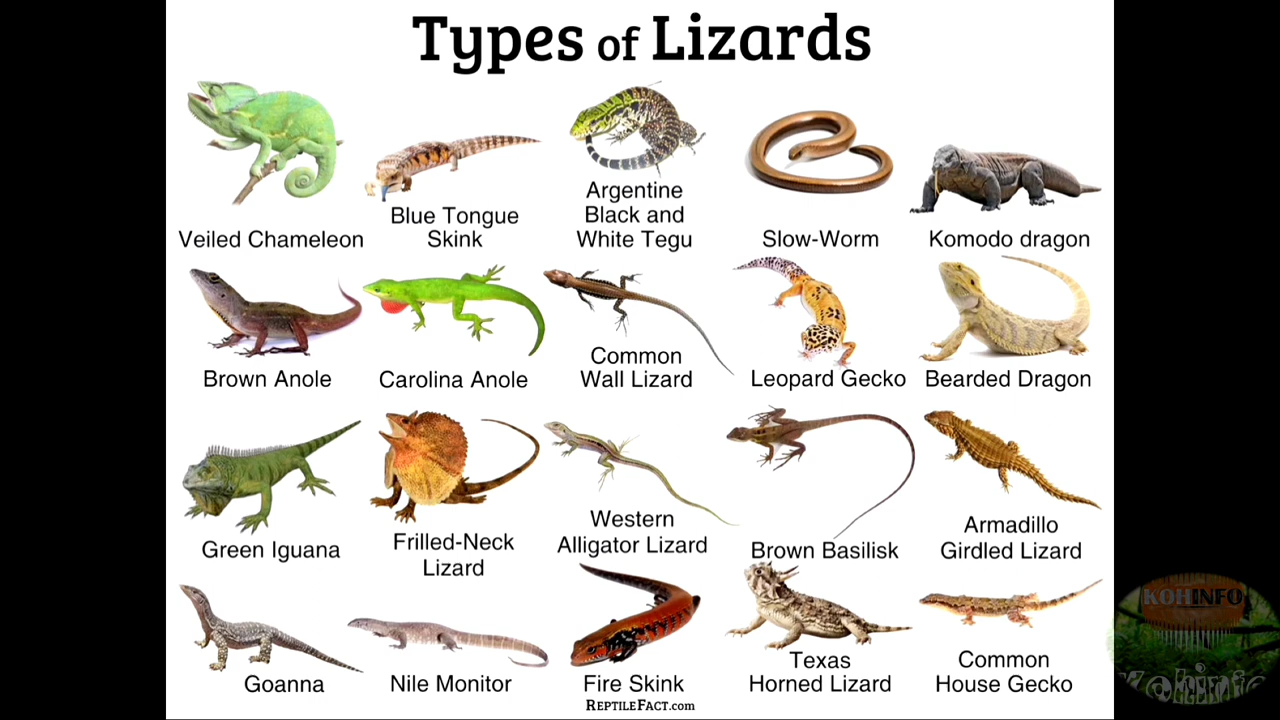 Types of Lizards
Veiled Chameleon
Blue Tongue
Skink
Argentine
Black and
White Tegu
Slow-Worm
Komodo dragon
Brown Anole
Carolina Anole
Common
Wall Lizard
Leopard Gecko
Bearded Dragon
Green Iguana
Frilled-Neck
Lizard
Western
Alligator Lizard
Brown Basilisk
Armadillo
Girdled Lizard
Goanna
Nile Monitor
Fire Skink
Texas
Horned Lizard
Common
House Gecko
REPTILEFACT.com
KOHINFO
Kohinfo